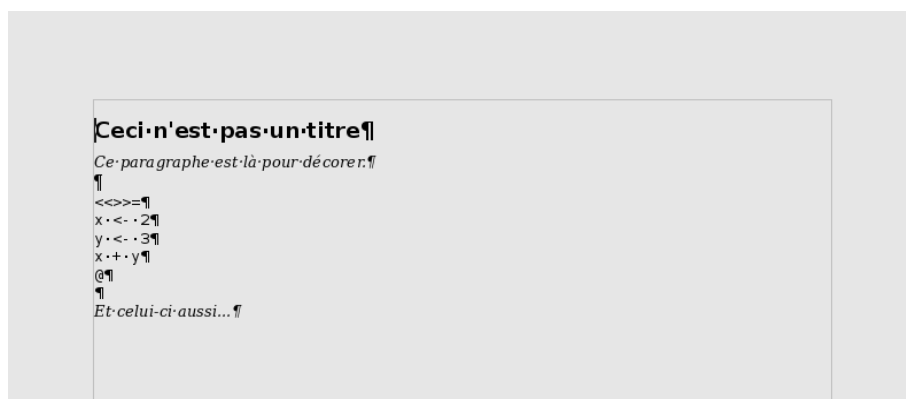 Ceci·n'est·pas·un·titre¶
Ce·paragraphe·est·là·pour·décorer.¶
¶
<<>>=¶
x·<-·2¶
y·<-·3¶
x·+·y¶
@¶
¶
Et·celui-ci·aussi...¶